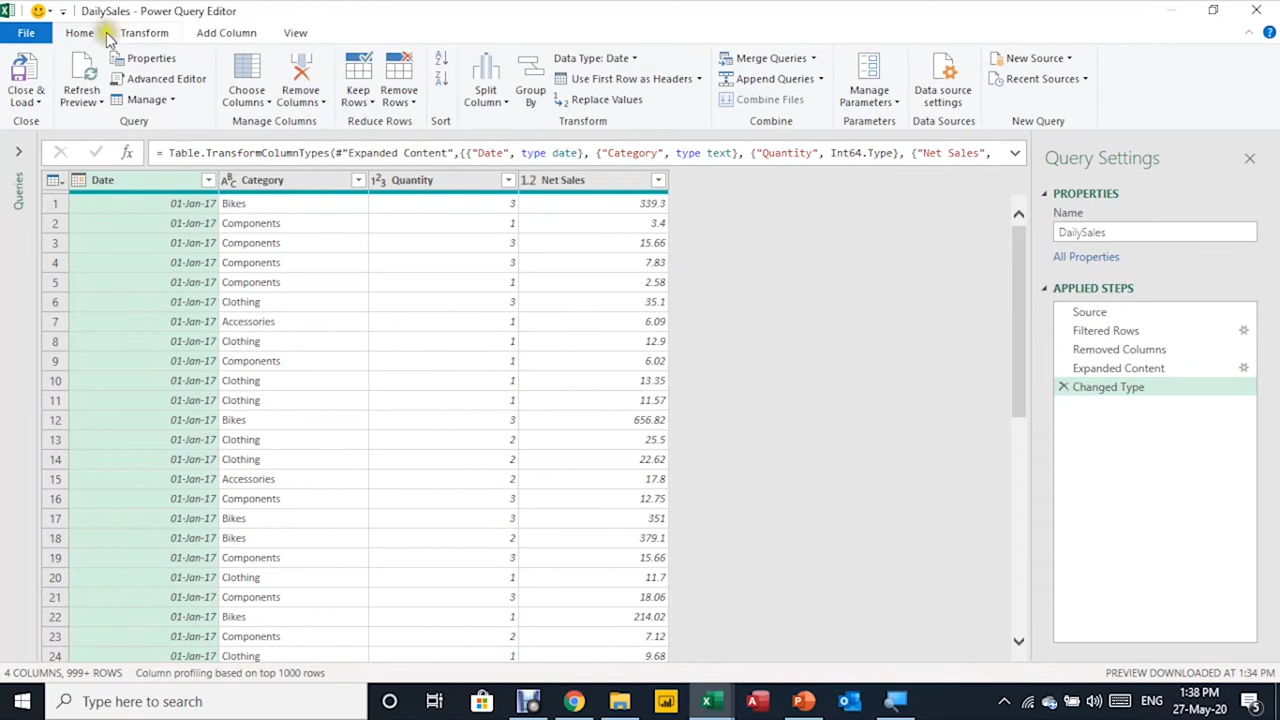 DailySales - Power Query Editor
File Home Transform Add Column View
Close & Load
Refresh Preview
Properties
Advanced Editor
Manage
Choose Columns
Remove Columns
Keep Rows
Remove Rows
Split Column
Group By
Data Type: Date
Use First Row as Headers
Replace Values
Merge Queries
Append Queries
Combine Files
Manage Parameters
Data source settings
New Source
Recent Sources
Close Query Manage Columns Reduce Rows Sort Transform Combine Parameters Data Sources New Query
fx = Table.TransformColumnTypes(#"Expanded Content",{{"Date", type date}, {"Category", type text}, {"Quantity", Int64.Type}, {"Net Sales",
Queries
Date ABC Category 123 Quantity 1.2 Net Sales
1 01-Jan-17 Bikes 3 339.3
2 01-Jan-17 Components 1 3.4
3 01-Jan-17 Components 3 15.66
4 01-Jan-17 Components 3 7.83
5 01-Jan-17 Components 1 2.58
6 01-Jan-17 Clothing 3 35.1
7 01-Jan-17 Accessories 1 6.09
8 01-Jan-17 Clothing 1 12.9
9 01-Jan-17 Components 1 6.02
10 01-Jan-17 Clothing 1 13.35
11 01-Jan-17 Clothing 1 11.57
12 01-Jan-17 Bikes 3 656.82
13 01-Jan-17 Clothing 2 25.5
14 01-Jan-17 Clothing 2 22.62
15 01-Jan-17 Accessories 2 17.8
16 01-Jan-17 Components 3 12.75
17 01-Jan-17 Bikes 3 351
18 01-Jan-17 Bikes 2 379.1
19 01-Jan-17 Components 3 15.66
20 01-Jan-17 Clothing 1 11.7
21 01-Jan-17 Components 3 18.06
22 01-Jan-17 Bikes 1 214.02
23 01-Jan-17 Components 2 7.12
24 01-Jan-17 Clothing 1 9.68
Query Settings
PROPERTIES
Name
DailySales
All Properties
APPLIED STEPS
Source
Filtered Rows
Removed Columns
Expanded Content
Changed Type
4 COLUMNS, 999+ ROWS Column profiling based on top 1000 rows PREVIEW DOWNLOADED AT 1:34 PM
Type here to search
ENG
1:38 PM
27-May-20
5